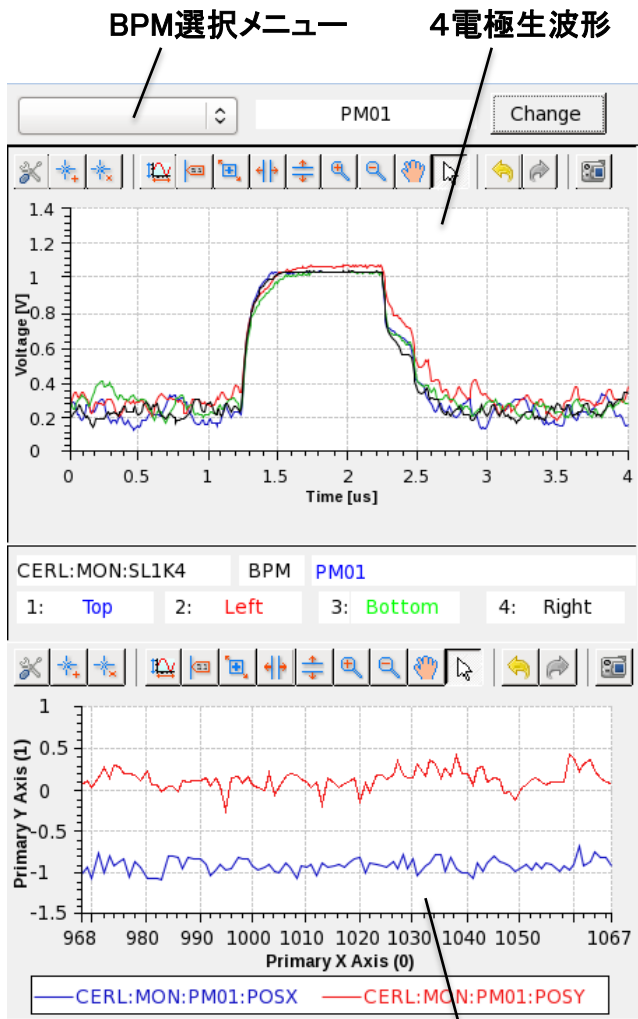 BPM選択メニュー 4電極生波形
PM01 Change
1.4
1.2
1
0.8
0.6
0.4
0.2
0
Voltage [V]
0 0.5 1 1.5 2 2.5 3 3.5 4
Time [us]
CERL:MON:SL1K4 BPM PM01
1: Top 2: Left 3: Bottom 4: Right
1
0.5
0
-0.5
-1
-1.5
Primary Y Axis (1)
968 980 990 1000 1010 1020 1030 1040 1050 1067
Primary X Axis (0)
CERL:MON:PM01:POSX CERL:MON:PM01:POSY